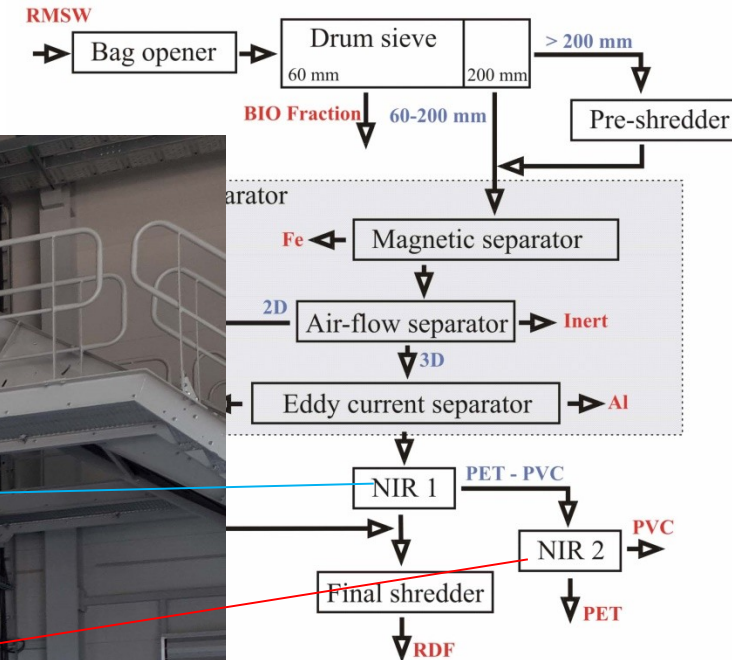 RMSW
Bag opener
Drum sieve
60 mm
200 mm
> 200 mm
BIO Fraction
60-200 mm
Pre-shredder
arator
Fe
Magnetic separator
2D
Air-flow separator
Inert
3D
Eddy current separator
Al
NIR 1
PET - PVC
NIR 2
PVC
Final shredder
PET
RDF